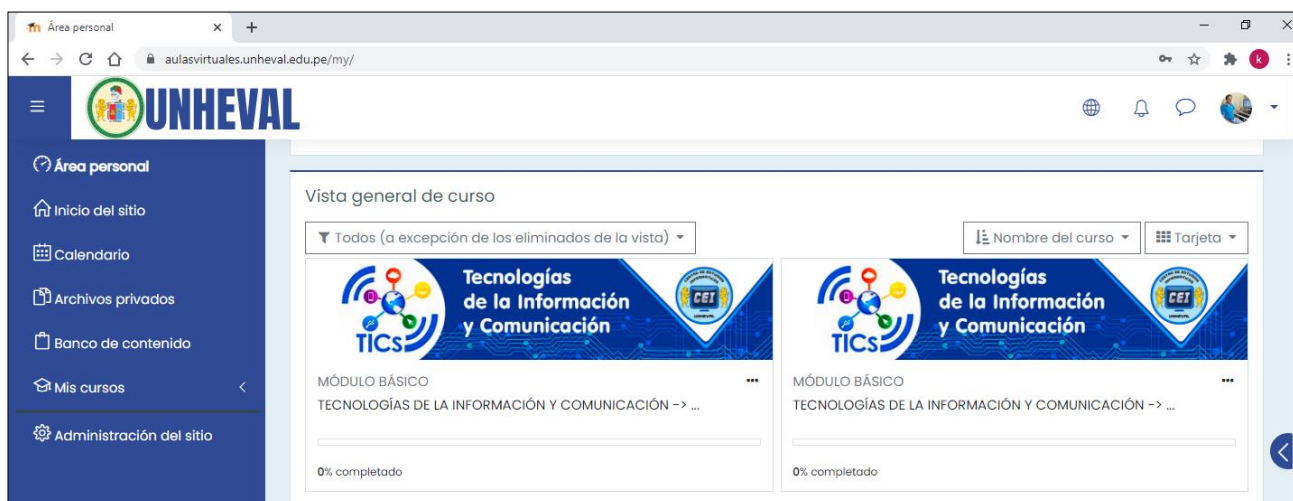 Área personal
aulasvirtuales.unheval.edu.pe/my/
k
UNHEVAL
Área personal
Inicio del sitio
Calendario
Archivos privados
Banco de contenido
Mis cursos
Administración del sitio
Vista general de curso
Todos (a excepción de los eliminados de la vista)
Nombre del curso
Tarjeta
TICS
Tecnologías
de la Información
y Comunicación
CEI
MÓDULO BÁSICO
TECNOLOGÍAS DE LA INFORMACIÓN Y COMUNICACIÓN -> ...
0% completado
TICS
Tecnologías
de la Información
y Comunicación
CEI
MÓDULO BÁSICO
TECNOLOGÍAS DE LA INFORMACIÓN Y COMUNICACIÓN -> ...
0% completado